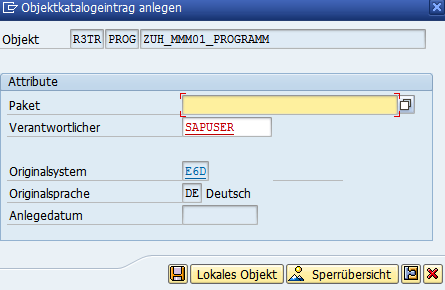 Objektkatalogeintrag anlegen
Objekt R3TR PROG ZUH_MMM01_PROGRAMM
Attribute
Paket
Verantwortlicher SAPUSER
Originalsystem E6D
Originalsprache DE Deutsch
Anlegedatum
Lokales Objekt Sperrübersicht